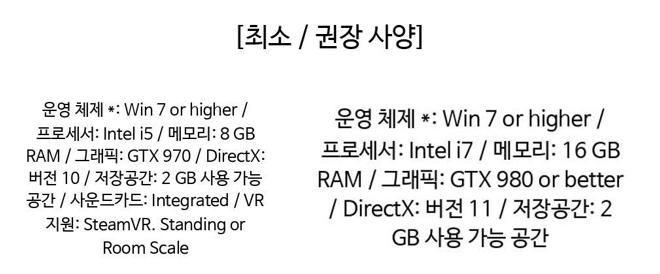 [최소 / 권장 사양]
운영 체제 *: Win 7 or higher /
프로세서: Intel i5 / 메모리: 8 GB
RAM / 그래픽: GTX 970 / DirectX:
버전 10 / 저장공간: 2 GB 사용 가능
공간 / 사운드카드: Integrated / VR
지원: SteamVR. Standing or
Room Scale
운영 체제 *: Win 7 or higher /
프로세서: Intel i7 / 메모리: 16 GB
RAM / 그래픽: GTX 980 or better
/ DirectX: 버전 11 / 저장공간: 2
GB 사용 가능 공간